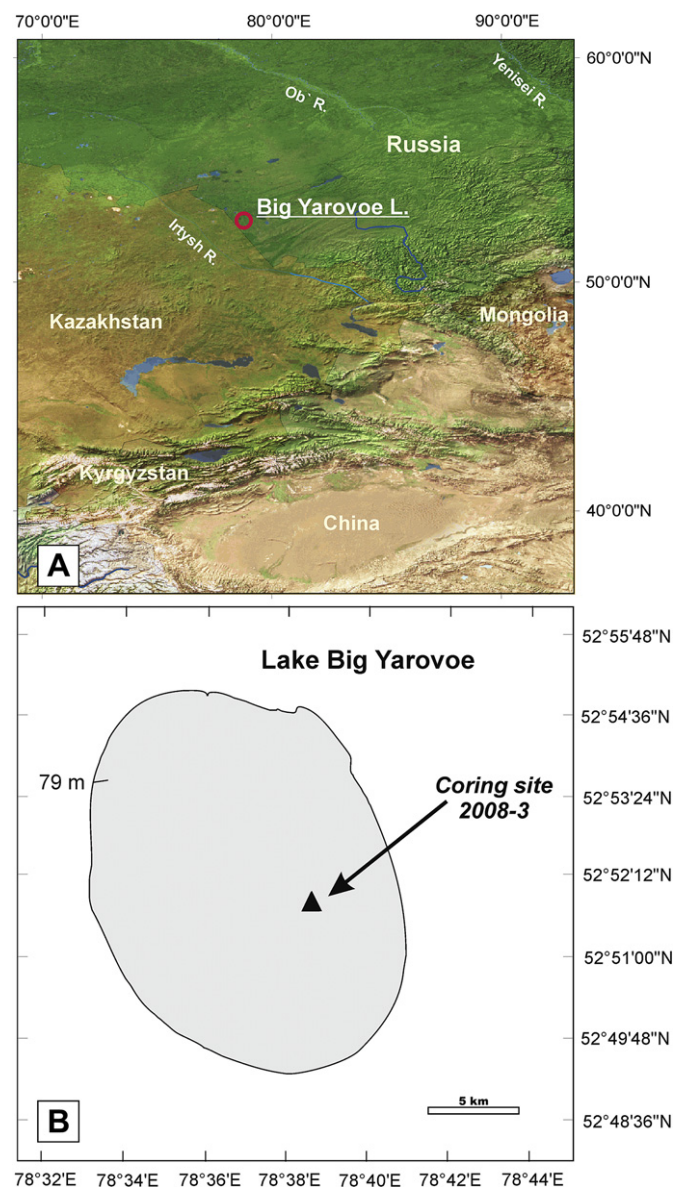 70°0'0"E
80°0'0"E
90°0'0"E
60°0'0"N
Yenisei R.
Ob` R.
Russia
Big Yarovoe L.
Irtysh R.
50°0'0"N
Mongolia
Kazakhstan
Kyrgyzstan
40°0'0"N
China
A
52°55'48"N
Lake Big Yarovoe
52°54'36"N
79 m
Coring site
2008-3
52°53'24"N
52°52'12"N
52°51'00"N
52°49'48"N
5 km
B
52°48'36"N
78°32'E
78°34'E
78°36'E
78°38'E
78°40'E
78°42'E
78°44'E